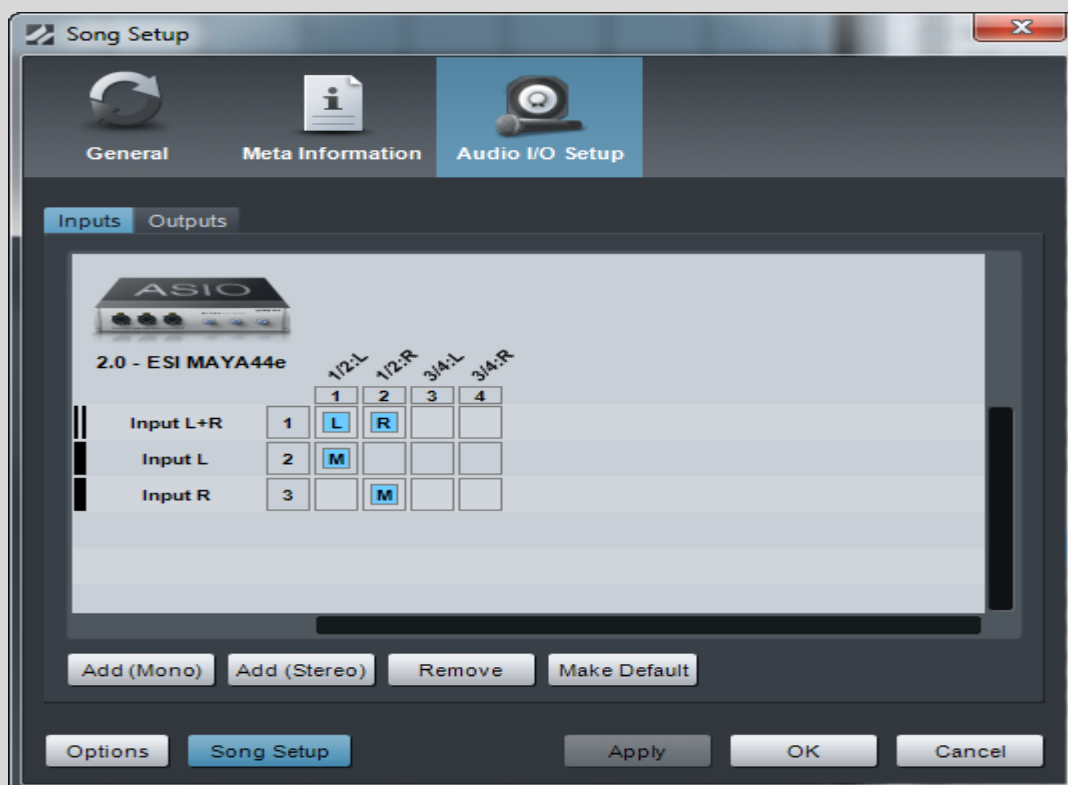 Song Setup
General
Meta Information
Audio I/O Setup
Inputs
Outputs
ASIO
2.0 - ESI MAYA44e
1/2:L
1/2:R
3/4:L
3/4:R
1
2
3
4
Input L+R 1 L R
Input L 2 M
Input R 3 M
Add (Mono)
Add (Stereo)
Remove
Make Default
Options
Song Setup
Apply
OK
Cancel